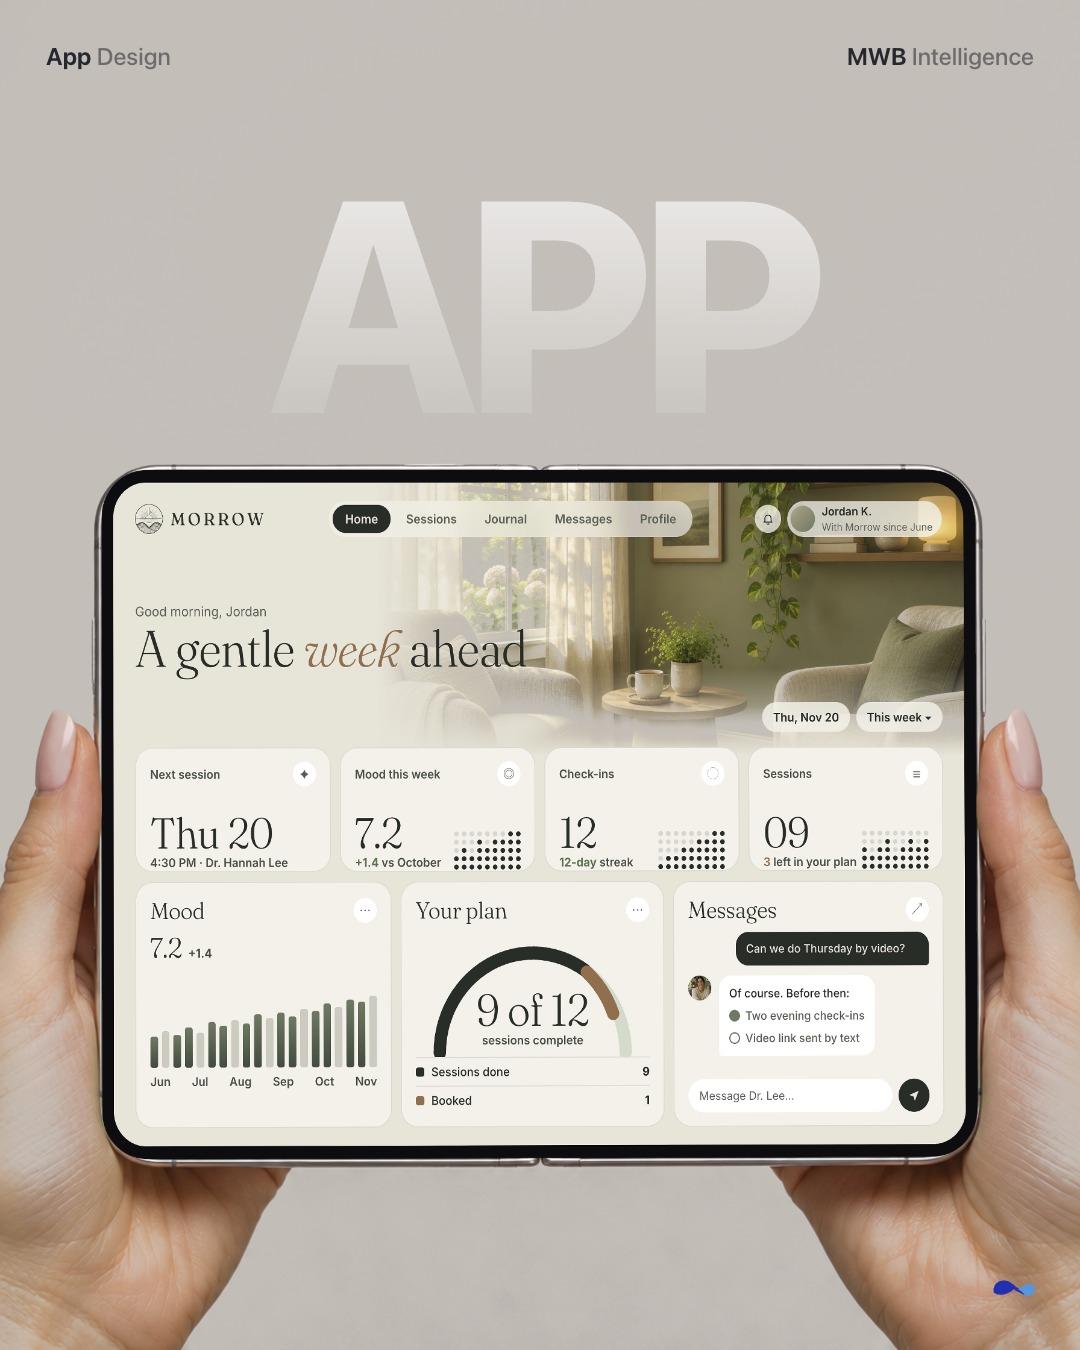 App Design
MWB Intelligence
APP
MORROW
Home
Sessions
Journal
Messages
Profile
Jordan K.
With Morrow since June
Good morning, Jordan
A gentle week ahead
Thu, Nov 20
This week
Next session
Thu 20
4:30 PM · Dr. Hannah Lee
Mood this week
7.2
+1.4 vs October
Check-ins
12
12-day streak
Sessions
09
3 left in your plan
Mood
7.2 +1.4
Jun Jul Aug Sep Oct Nov
Your plan
9 of 12
sessions complete
Sessions done 9
Booked 1
Messages
Can we do Thursday by video?
Of course. Before then:
Two evening check-ins
Video link sent by text
Message Dr. Lee...